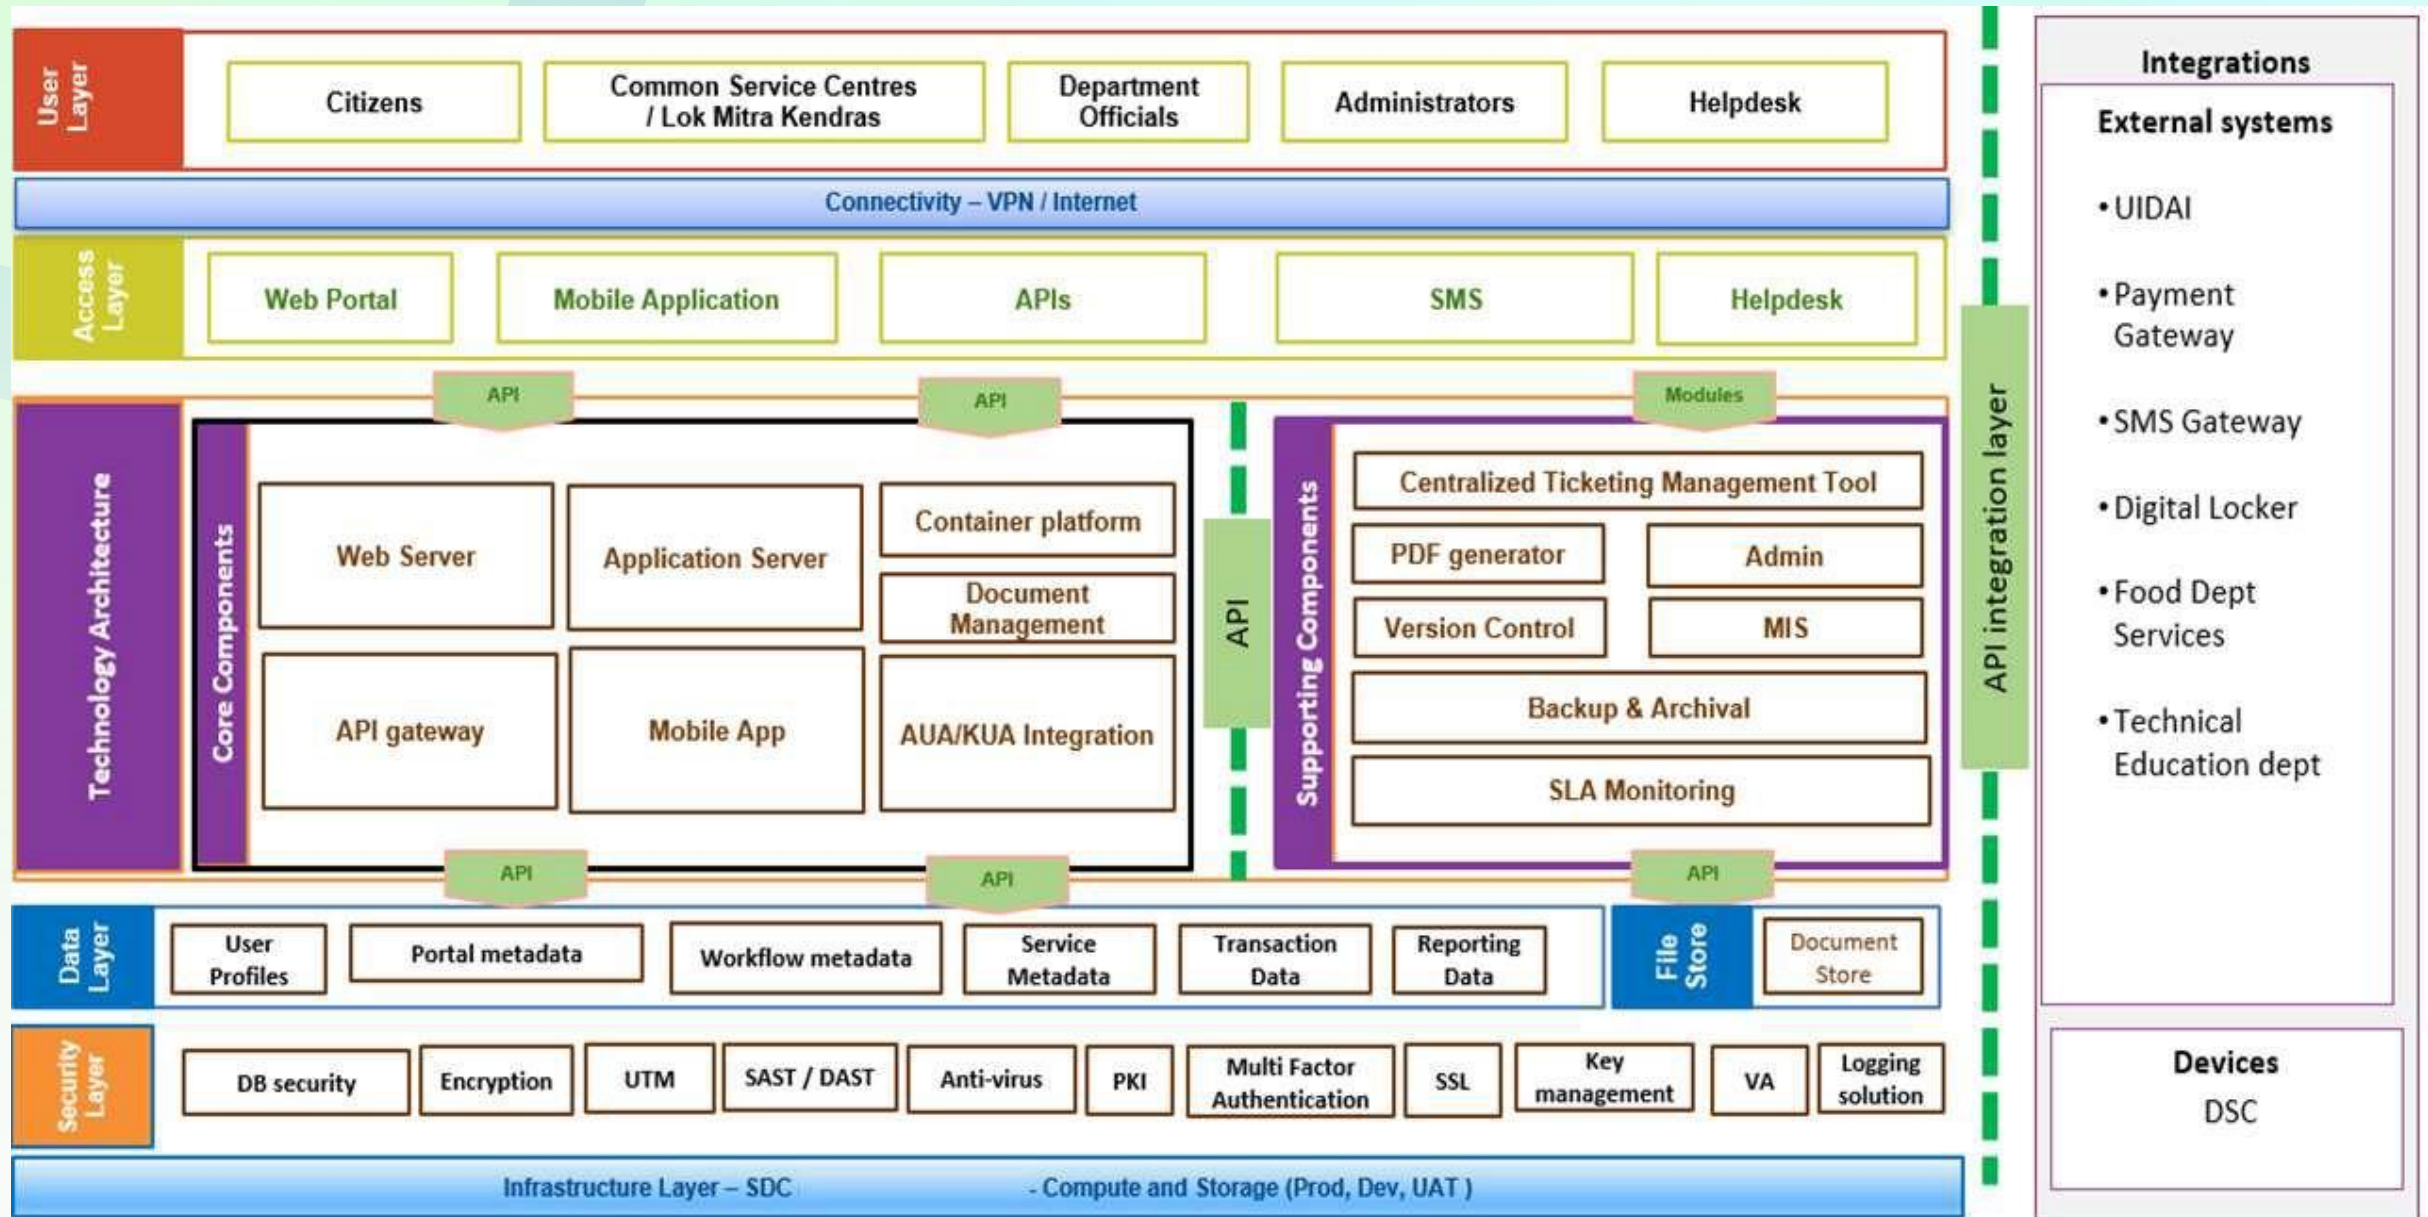 User
Layer
Citizens
Common Service Centres
/ Lok Mitra Kendras
Department
Officials
Administrators
Helpdesk
Connectivity – VPN / Internet
Access
Layer
Web Portal
Mobile Application
APIs
SMS
Helpdesk
API
API
Modules
Technology Architecture
Core Components
Web Server
Application Server
Container platform
Document
Management
API gateway
Mobile App
AUA/KUA Integration
API
Supporting Components
Centralized Ticketing Management Tool
PDF generator
Admin
Version Control
MIS
Backup & Archival
SLA Monitoring
API
API
API
Data
Layer
User
Profiles
Portal metadata
Workflow metadata
Service
Metadata
Transaction
Data
Reporting
Data
File
Store
Document
Store
Security
Layer
DB security
Encryption
UTM
SAST / DAST
Anti-virus
PKI
Multi Factor
Authentication
SSL
Key
management
VA
Logging
solution
Infrastructure Layer – SDC - Compute and Storage (Prod, Dev, UAT )
API integration layer
Integrations
External systems
• UIDAI
• Payment
Gateway
• SMS Gateway
• Digital Locker
• Food Dept
Services
• Technical
Education dept
Devices
DSC